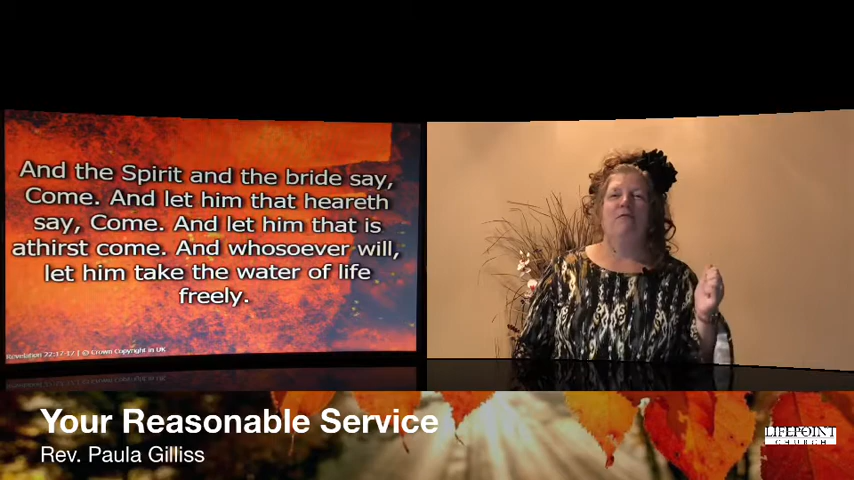 And the Spirit and the bride say,
Come. And let him that heareth
say, Come. And let him that is
athirst come. And whosoever will,
let him take the water of life
freely.
Revelation 22:17-17 | © Crown Copyright in UK
Your Reasonable Service
Rev. Paula Gilliss
LIFEPOINT
CHURCH